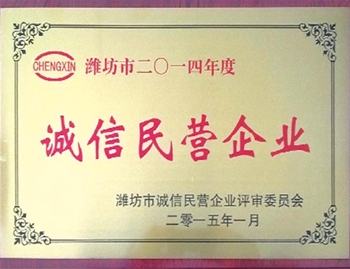 CHENGXIN 潍坊市二〇一四年度
诚信民营企业
潍坊市诚信民营企业评审委员会
二零一五年一月